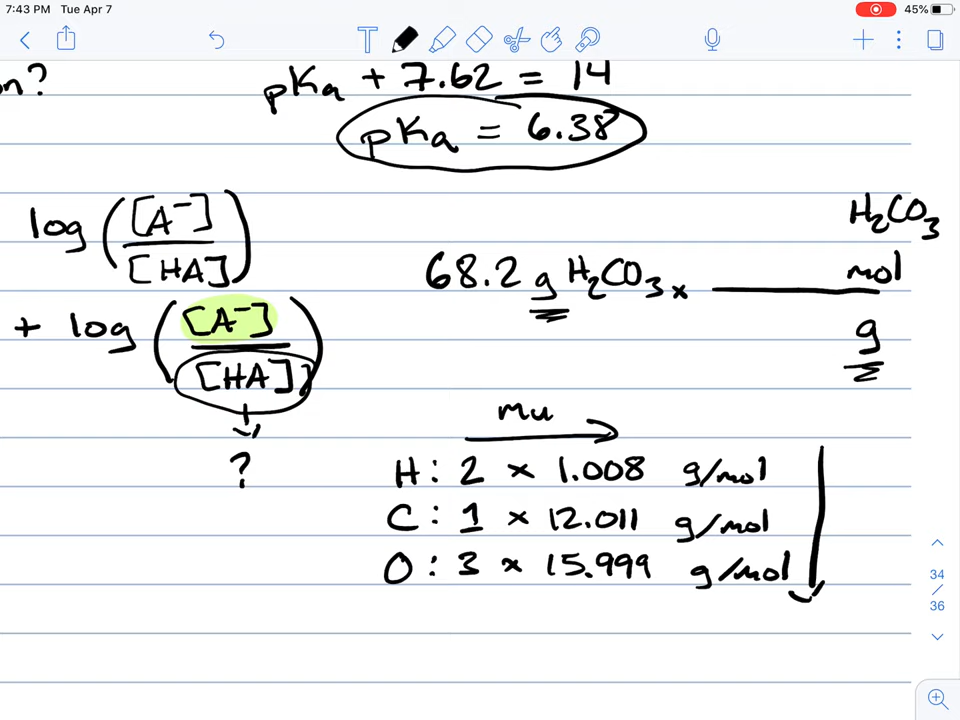 7:43 PM Tue Apr 7
45%
T
on?
pKa + 7.62 = 14
pKa = 6.38
log ([A⁻]/[HA])
+ log ([A⁻]/[HA])
?
68.2 g H₂CO₃ x
H₂CO₃
mol
g
H : 2 × 1.008 g/mol
C : 1 × 12.011 g/mol
O : 3 × 15.999 g/mol
34
/
36